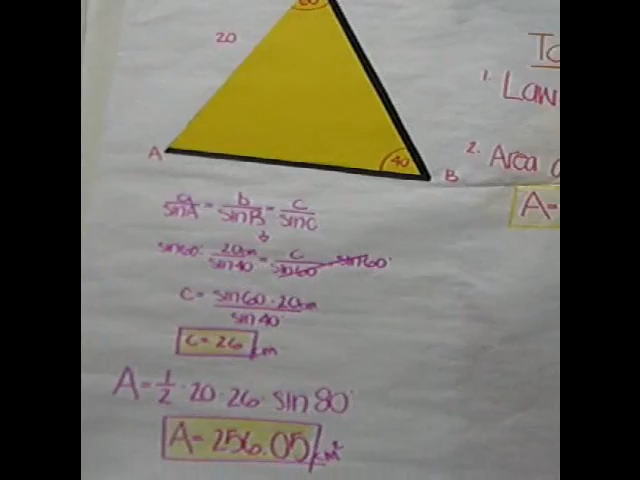 60
20
To
1. Law
A
40
B
2. Area
A=
a/sinA = b/sinB = c/sinC
sin60· 20cm/sin40 = c/sin60 · sin60°
c = sin60·20cm/sin40°
c = 26 cm
A = 1/2 · 20 · 26 · sin 80°
A = 256.05 cm²